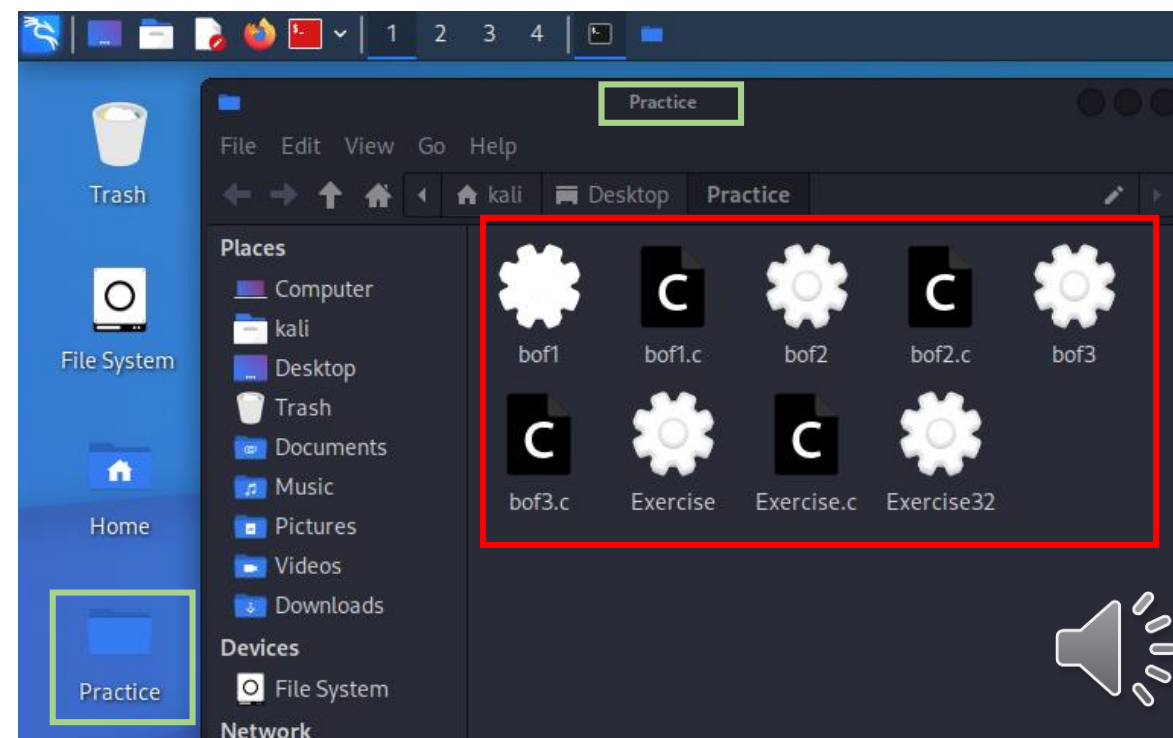 1 2 3 4
Practice
File Edit View Go Help
kali Desktop Practice
Trash
File System
Home
Practice
Places
Computer
kali
Desktop
Trash
Documents
Music
Pictures
Videos
Downloads
Devices
File System
Network
bof1 bof1.c bof2 bof2.c bof3
bof3.c Exercise Exercise.c Exercise32
C C
C C